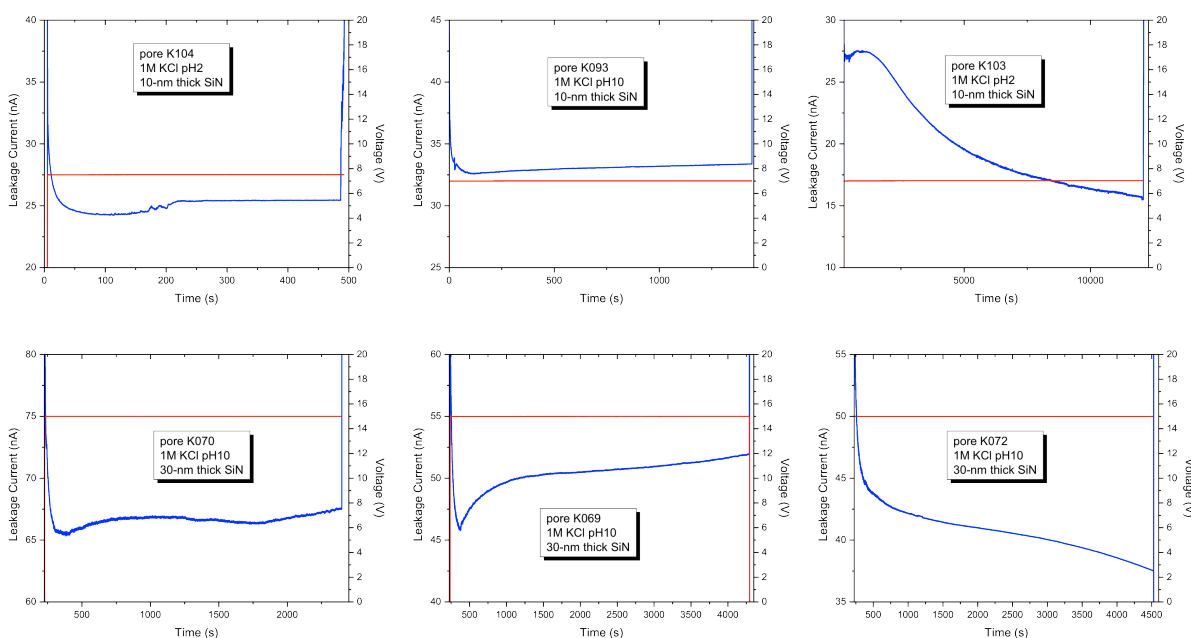 40
35
30
25
20
Leakage Current (nA)
pore K104
1M KCl pH2
10-nm thick SiN
20
18
16
14
12
10
8
6
4
2
0
Voltage (V)
0 100 200 300 400 500
Time (s)
45
40
35
30
25
Leakage Current (nA)
pore K093
1M KCl pH10
10-nm thick SiN
20
18
16
14
12
10
8
6
4
2
0
Voltage (V)
0 500 1000
Time (s)
30
25
20
15
10
Leakage Current (nA)
pore K103
1M KCl pH2
10-nm thick SiN
20
18
16
14
12
10
8
6
4
2
0
Voltage (V)
5000 10000
Time (s)
80
75
70
65
60
Leakage Current (nA)
pore K070
1M KCl pH10
30-nm thick SiN
20
18
16
14
12
10
8
6
4
2
0
Voltage (V)
500 1000 1500 2000
Time (s)
60
55
50
45
40
Leakage Current (nA)
pore K069
1M KCl pH10
30-nm thick SiN
20
18
16
14
12
10
8
6
4
2
0
Voltage (V)
500 1000 1500 2000 2500 3000 3500 4000
Time (s)
55
50
45
40
35
Leakage Current (nA)
pore K072
1M KCl pH10
30-nm thick SiN
20
18
16
14
12
10
8
6
4
2
0
Voltage (V)
500 1000 1500 2000 2500 3000 3500 4000 4500
Time (s)